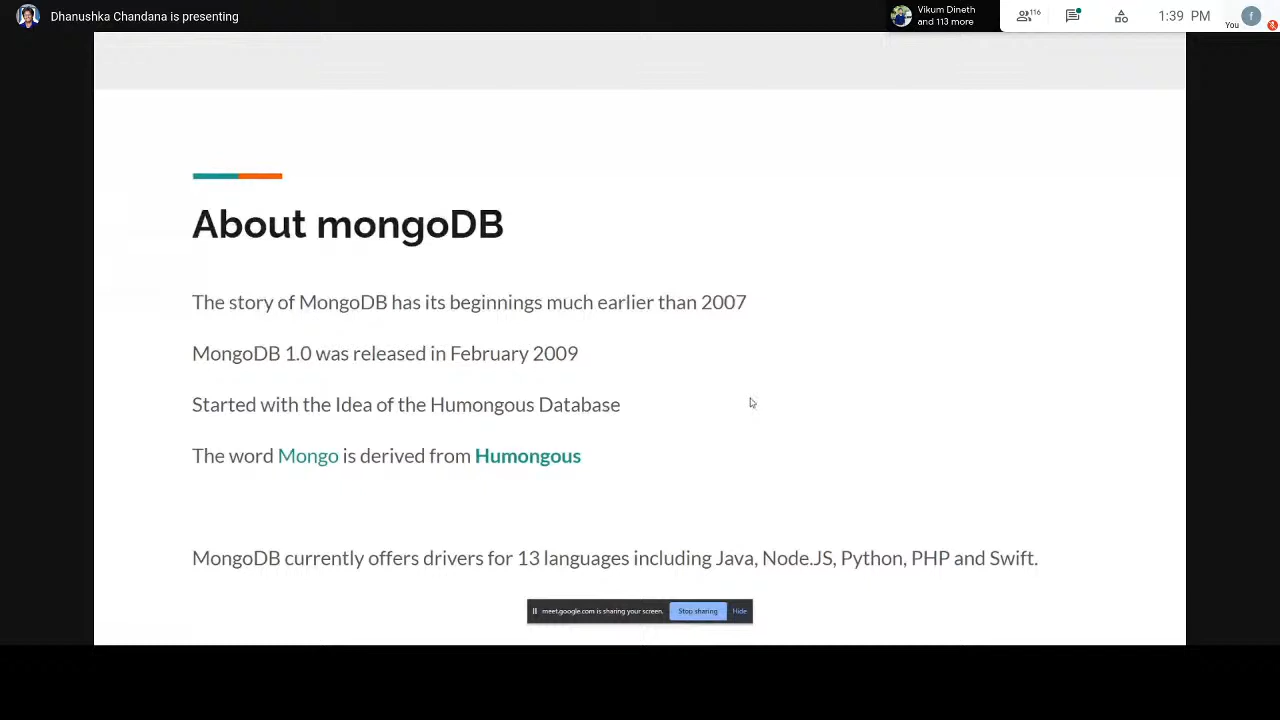 Dhanushka Chandana is presenting
Vikum Dineth
and 113 more
116
1:39 PM
You
f
About mongoDB
The story of MongoDB has its beginnings much earlier than 2007
MongoDB 1.0 was released in February 2009
Started with the Idea of the Humongous Database
The word Mongo is derived from Humongous
MongoDB currently offers drivers for 13 languages including Java, Node.JS, Python, PHP and Swift.
meet.google.com is sharing your screen.
Stop sharing
Hide